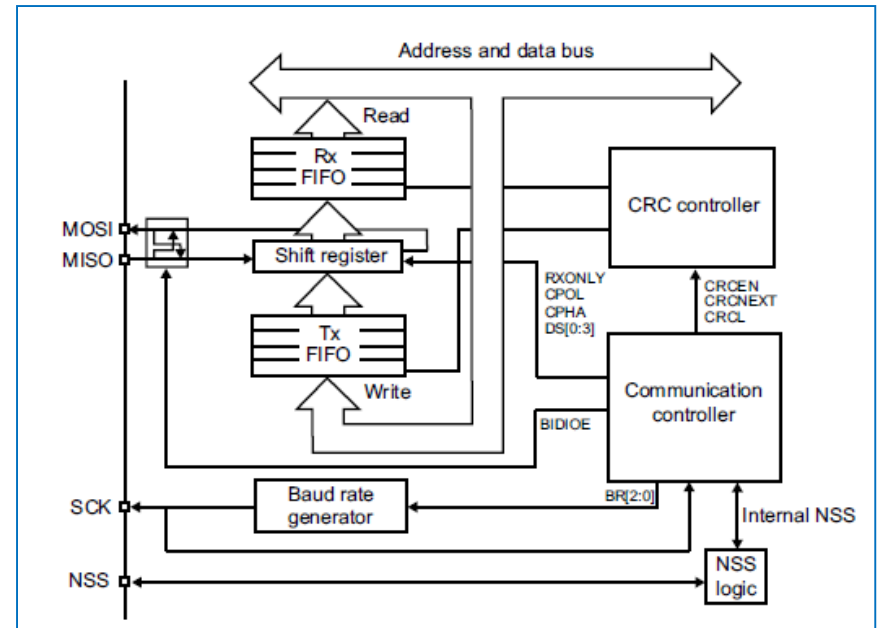 Address and data bus
Read
Rx
FIFO
CRC controller
MOSI
MISO
Shift register
RXONLY
CPOL
CPHA
DS[0:3]
CRCEN
CRCNEXT
CRCL
Tx
FIFO
Write
Communication
controller
BIDIOE
Baud rate
generator
BR[2:0]
SCK
Internal NSS
NSS
NSS
logic